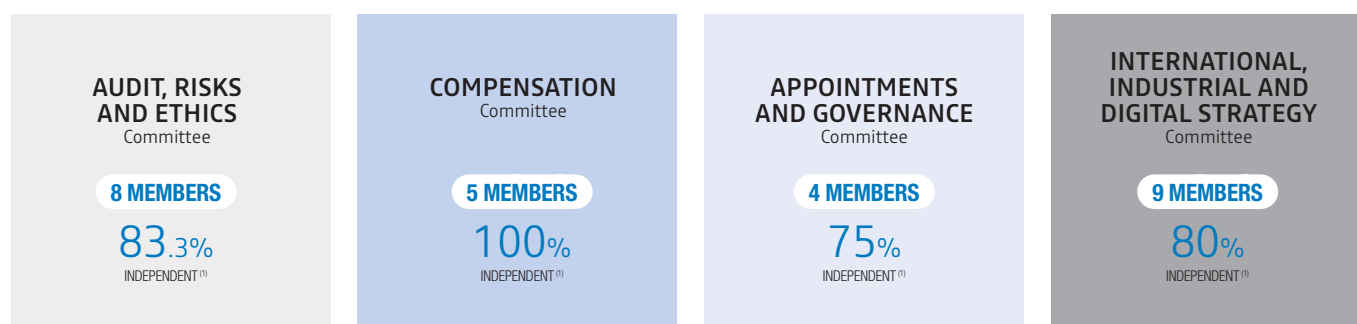 AUDIT, RISKS
AND ETHICS
Committee
8 MEMBERS
83.3%
INDEPENDENT (1)
COMPENSATION
Committee
5 MEMBERS
100%
INDEPENDENT (1)
APPOINTMENTS
AND GOVERNANCE
Committee
4 MEMBERS
75%
INDEPENDENT (1)
INTERNATIONAL,
INDUSTRIAL AND
DIGITAL STRATEGY
Committee
9 MEMBERS
80%
INDEPENDENT (1)